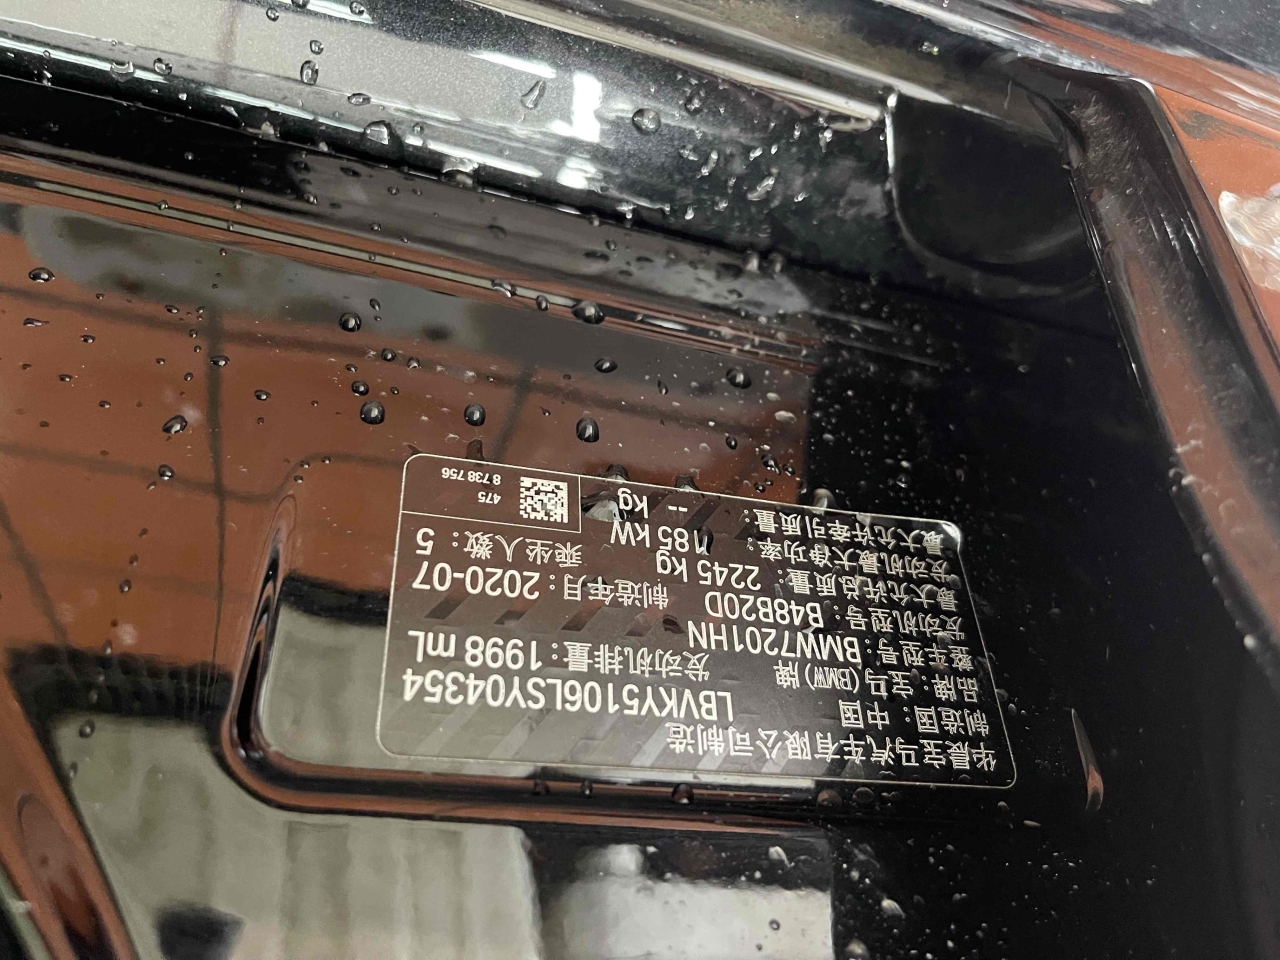 华晨宝马汽车有限公司制造
制造国：中国 LBVKY5106LSY04354
品牌：宝马(BMW)牌
整车型号：BMW7201HN 发动机排量：1998 mL
发动机型号：B48B20D 制造年月：2020-07
最大允许总质量：2245 kg 乘坐人数：5
发动机最大净功率：185 kW
最大允许牵引质量：-- kg
475
8 738 756